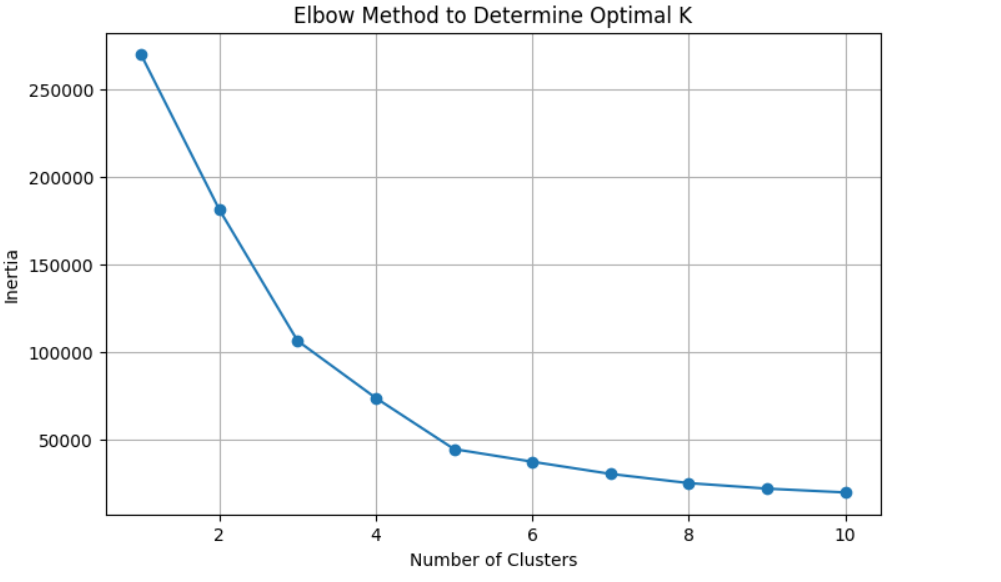 Elbow Method to Determine Optimal K
250000
200000
150000
100000
50000
Inertia
2 4 6 8 10
Number of Clusters